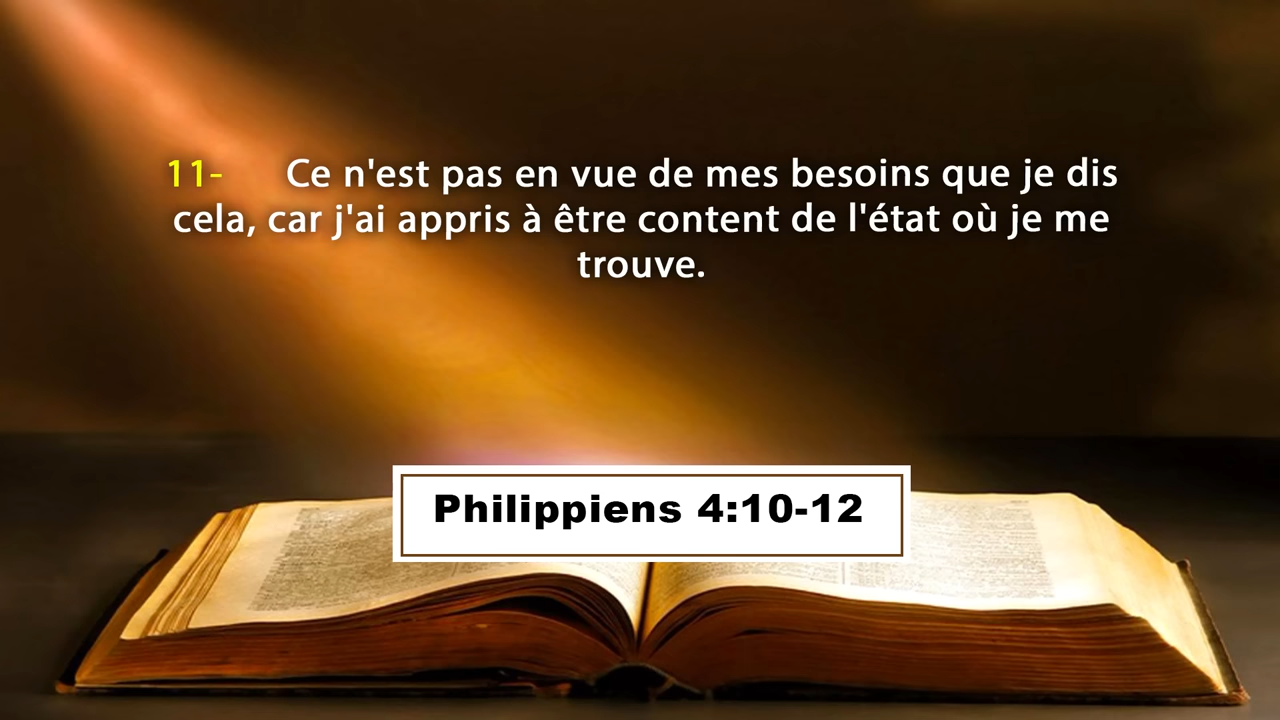 11- Ce n'est pas en vue de mes besoins que je dis
cela, car j'ai appris à être content de l'état où je me
trouve.
Philippiens 4:10-12